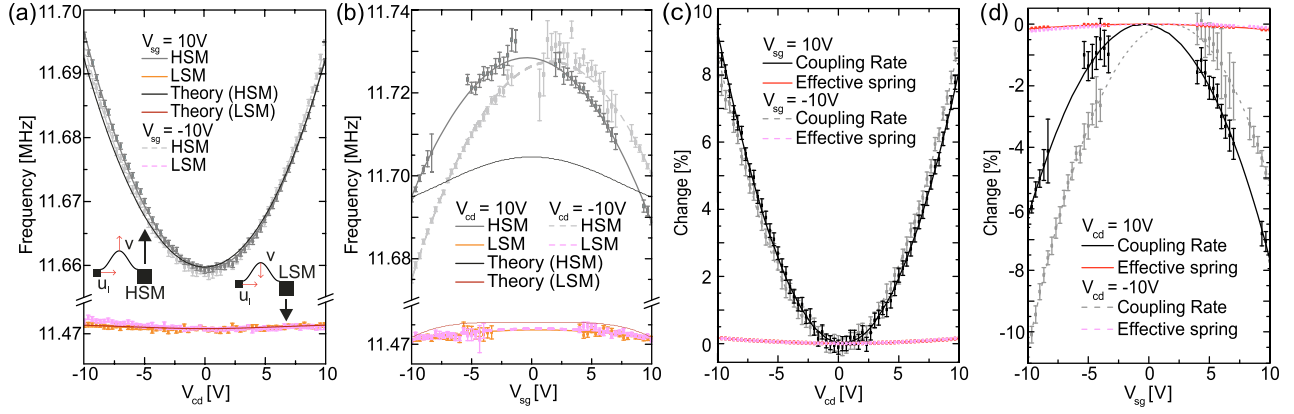 (a)
11.70
11.69
11.68
11.67
11.66
11.47
Frequency [MHz]
V_sg = 10V
HSM
LSM
Theory (HSM)
Theory (LSM)
V_sg = -10V
HSM
LSM
v
u_l
HSM
v
LSM
u_l
-10
-5
0
5
10
V_cd [V]
(b)
11.74
11.72
11.70
11.68
11.47
Frequency [MHz]
V_cd = 10V
HSM
LSM
V_cd = -10V
HSM
LSM
Theory (HSM)
Theory (LSM)
-10
-5
0
5
10
V_sg [V]
(c)
10
8
6
4
2
0
Change [%]
V_sg = 10V
Coupling Rate
Effective spring
V_sg = -10V
Coupling Rate
Effective spring
-10
-5
0
5
10
V_cd [V]
(d)
0
-2
-4
-6
-8
-10
Change [%]
V_cd = 10V
Coupling Rate
Effective spring
V_cd = -10V
Coupling Rate
Effective spring
-10
-5
0
5
10
V_sg [V]